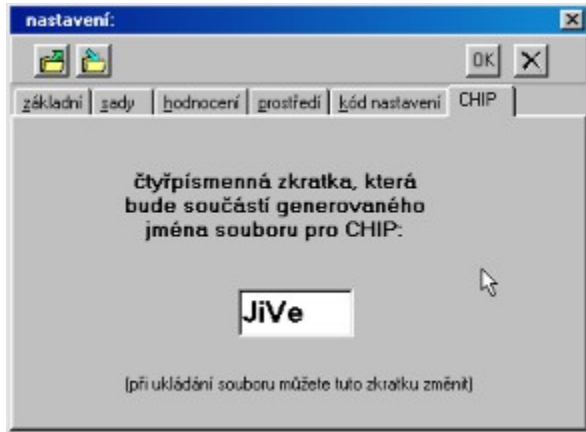 nastavení:
OK
základní sady hodnocení prostředí kód nastavení CHIP
čtyřpísmenná zkratka, která
bude součástí generovaného
jména souboru pro CHIP:
JiVe
(při ukládání souboru můžete tuto zkratku změnit)